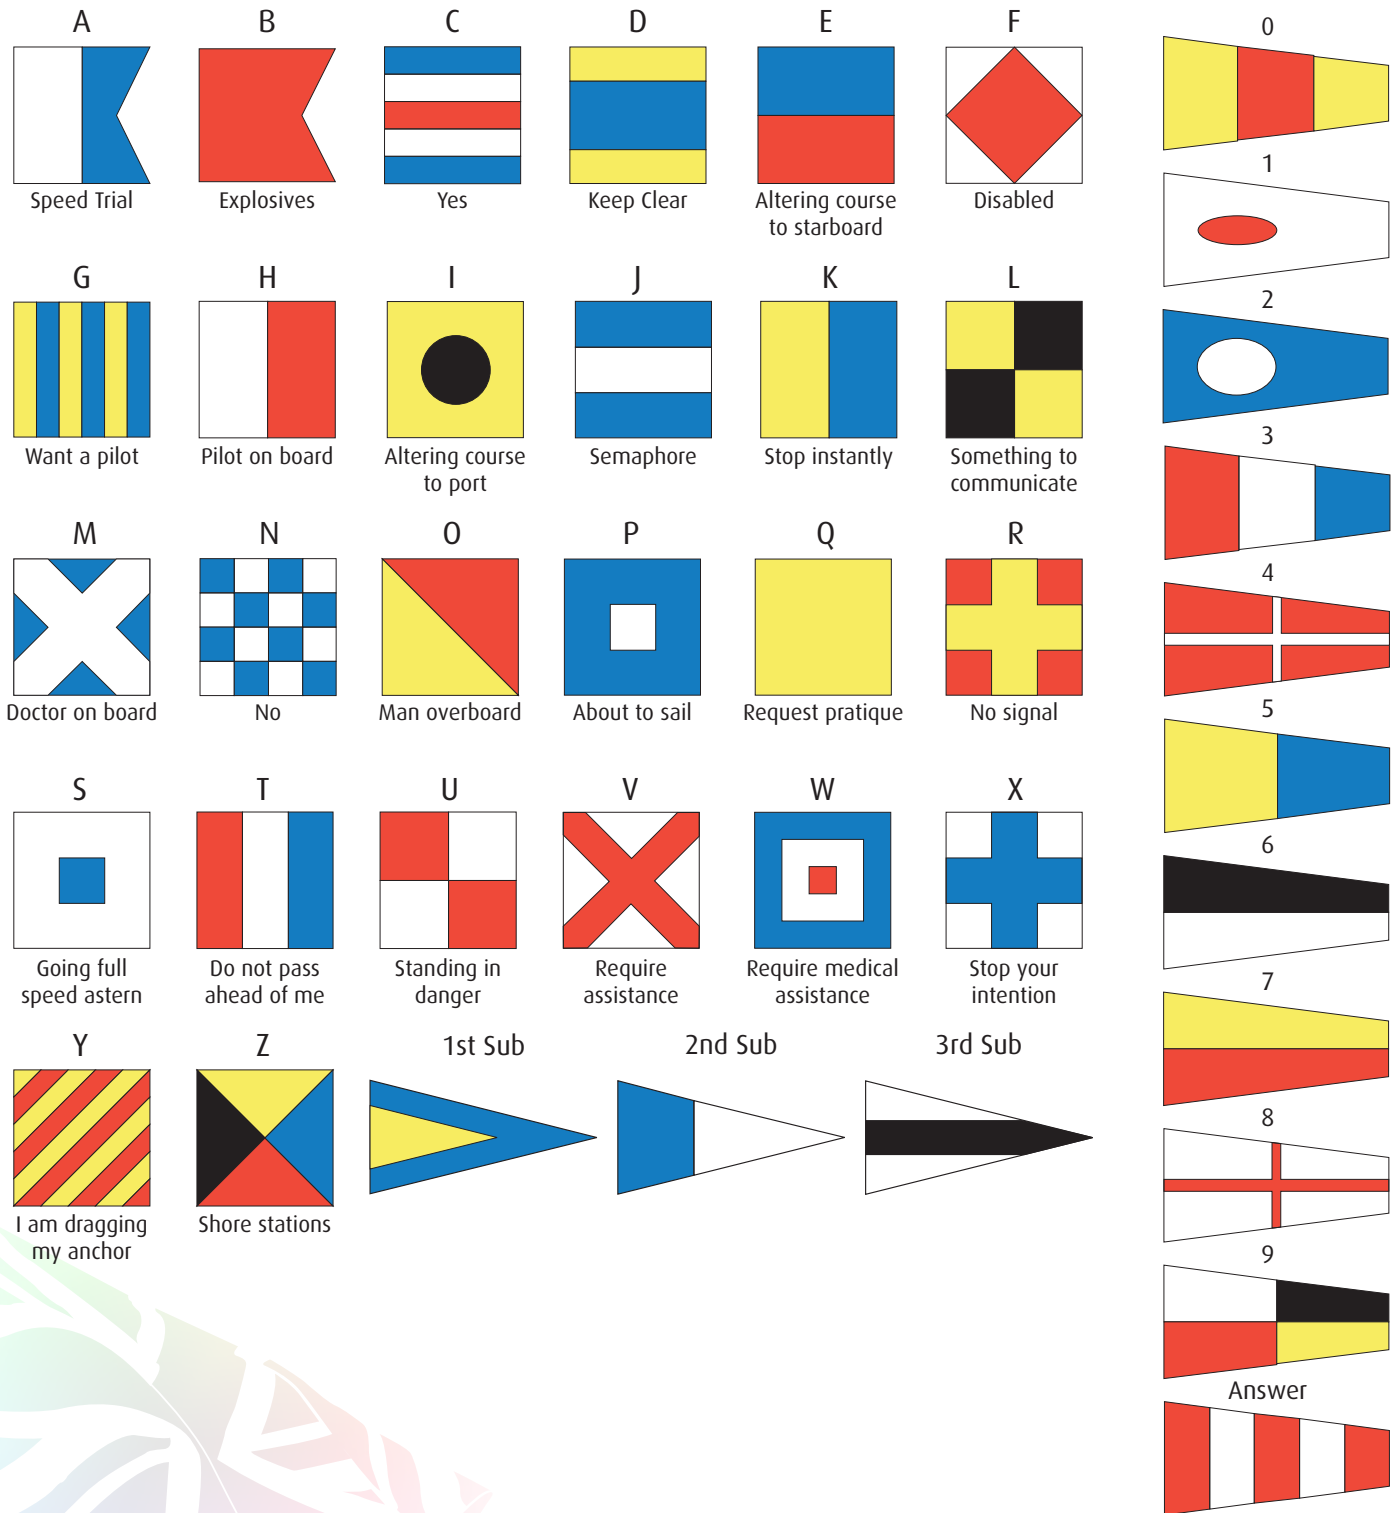 A B C D E F
Speed Trial Explosives Yes Keep Clear Altering course Disabled
to starboard
G H I J K L
Want a pilot Pilot on board Altering course Semaphore Stop instantly Something to
to port communicate
M N O P Q R
Doctor on board No Man overboard About to sail Request pratique No signal
S T U V W X
Going full Do not pass Standing in Require Require medical Stop your
speed astern ahead of me danger assistance assistance intention
Y Z 1st Sub 2nd Sub 3rd Sub
I am dragging Shore stations
my anchor
0
1
2
3
4
5
6
7
8
9
Answer